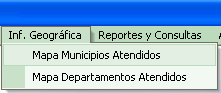 Inf. Geográfica Reportes y Consultas
Mapa Municipios Atendidos
Mapa Departamentos Atendidos